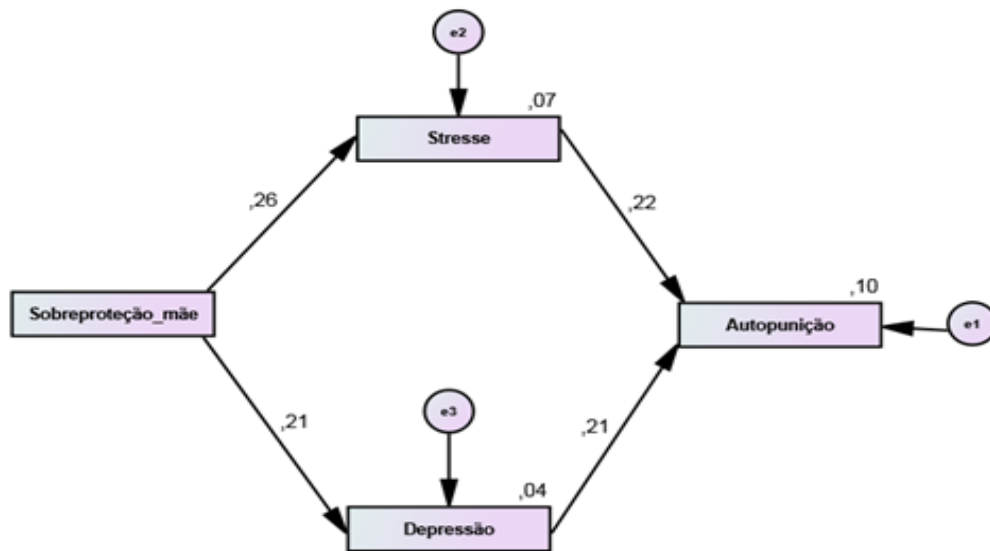 e2
,07
Stresse
,26
,22
Sobreproteção_mãe
,10
Autopunição
e1
e3
,21
,21
,04
Depressão